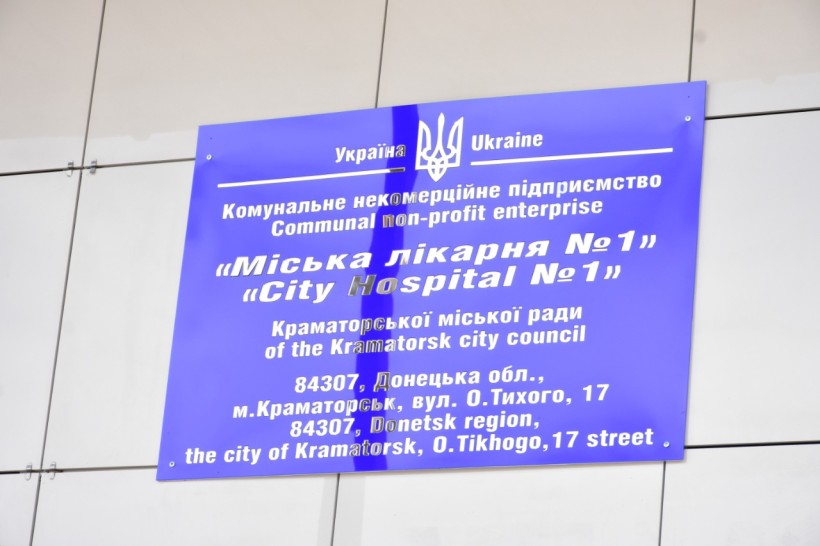 Україна Ukraine
Комунальне некомерційне підприємство
Communal non-profit enterprise
«Міська лікарня №1»
«City Hospital №1»
Краматорської міської ради
of the Kramatorsk city council
84307, Донецька обл.,
м.Краматорськ, вул. О.Тихого, 17
84307, Donetsk region,
the city of Kramatorsk, O.Tikhogo,17 street